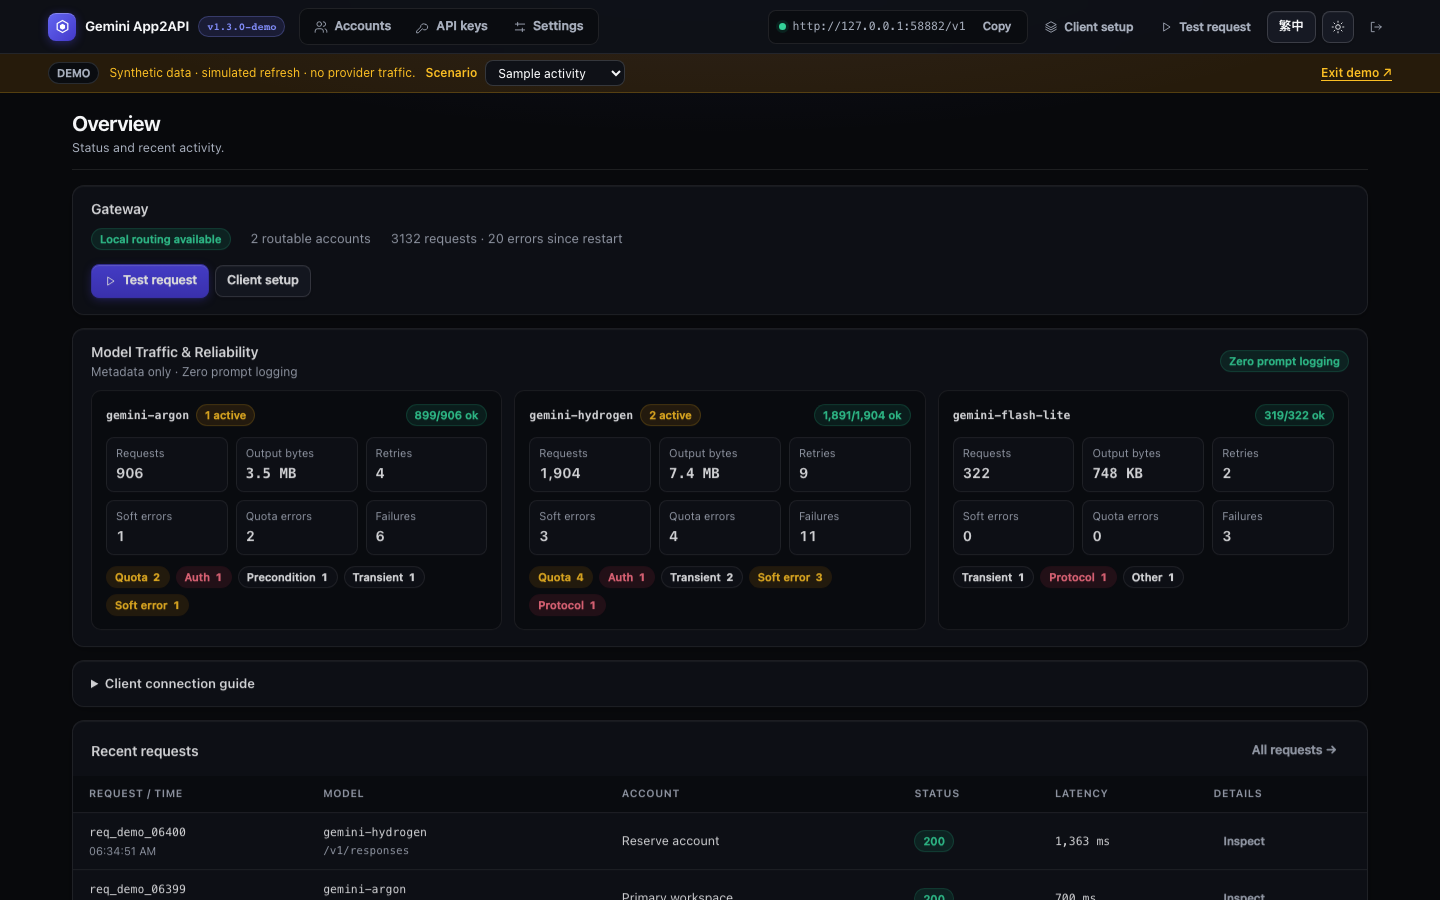 Gemini App2API v1.3.0-demo Accounts API keys Settings http://127.0.0.1:58882/v1 Copy Client setup Test request 繁中
DEMO Synthetic data · simulated refresh · no provider traffic. Scenario Sample activity Exit demo ↗
Overview
Status and recent activity.
Gateway
Local routing available 2 routable accounts 3132 requests · 20 errors since restart
Test request Client setup
Model Traffic & Reliability
Metadata only · Zero prompt logging
Zero prompt logging
gemini-argon 1 active 899/906 ok
Requests Output bytes Retries
906 3.5 MB 4
Soft errors Quota errors Failures
1 2 6
Quota 2 Auth 1 Precondition 1 Transient 1
Soft error 1
gemini-hydrogen 2 active 1,891/1,904 ok
Requests Output bytes Retries
1,904 7.4 MB 9
Soft errors Quota errors Failures
3 4 11
Quota 4 Auth 1 Transient 2 Soft error 3
Protocol 1
gemini-flash-lite 319/322 ok
Requests Output bytes Retries
322 748 KB 2
Soft errors Quota errors Failures
0 0 3
Transient 1 Protocol 1 Other 1
Client connection guide
Recent requests All requests →
REQUEST / TIME MODEL ACCOUNT STATUS LATENCY DETAILS
req_demo_06400 gemini-hydrogen Reserve account 200 1,363 ms Inspect
06:34:51 AM /v1/responses
req_demo_06399 gemini-argon Primary workspace 200 700 ms Inspect